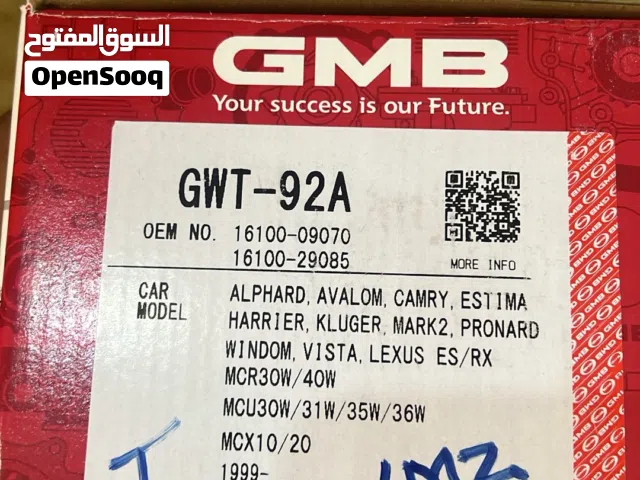 السوق المفتوح
OpenSooq
GMB
Your success is our Future.
GWT-92A
OEM NO. 16100-09070
16100-29085
MORE INFO
CAR MODEL
ALPHARD, AVALOM, CAMRY, ESTIMA
HARRIER, KLUGER, MARK2, PRONARD
WINDOM, VISTA, LEXUS ES/RX
MCR30W/40W
MCU30W/31W/35W/36W
MCX10/20
1999-